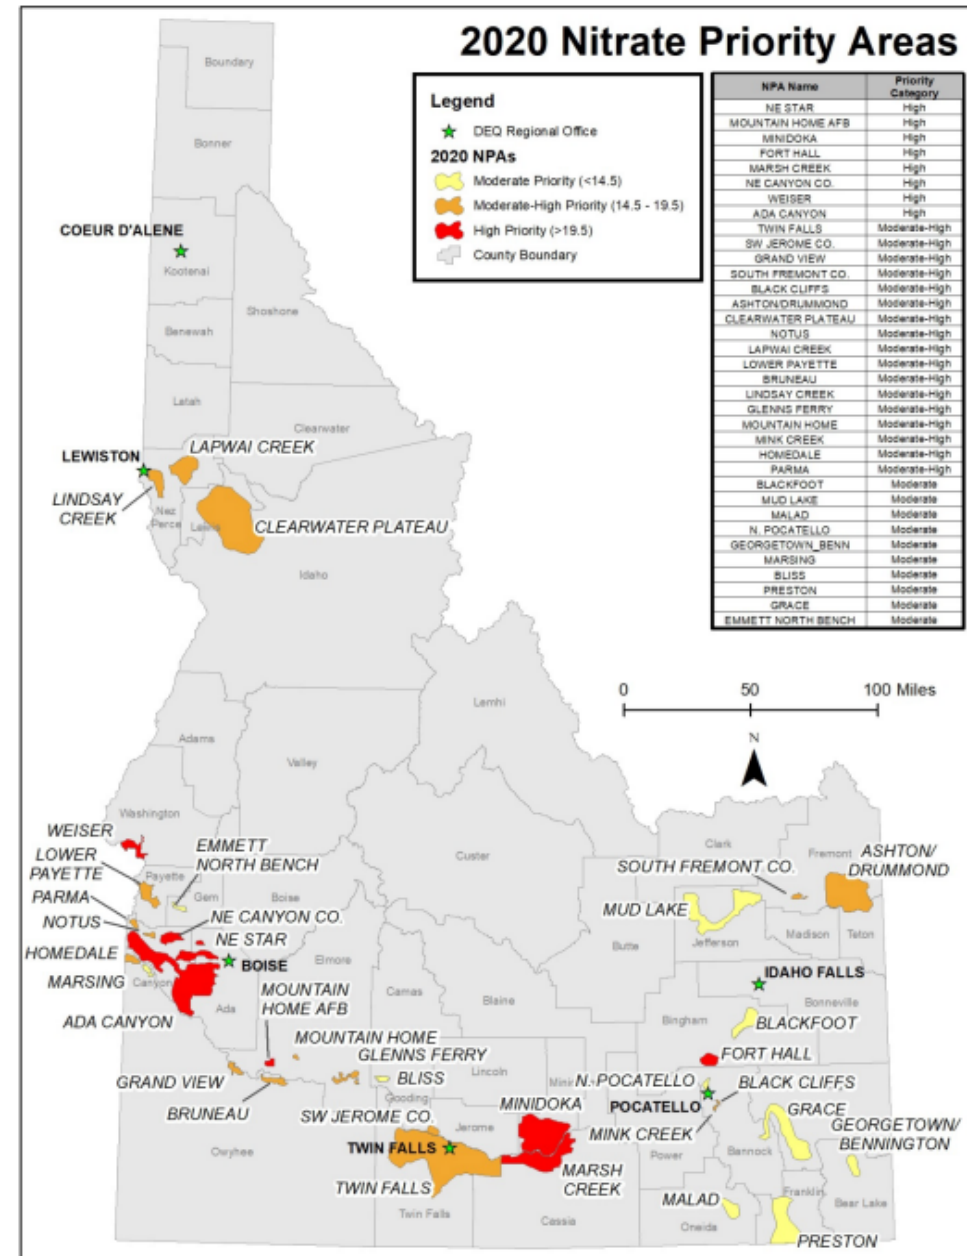 2020 Nitrate Priority Areas
Legend
DEQ Regional Office
2020 NPAs
Moderate Priority (<14.5)
Moderate-High Priority (14.5 - 19.5)
High Priority (>19.5)
County Boundary
NPA Name Priority Category
NE STAR High
MOUNTAIN HOME AFB High
MINIDOKA High
FORT HALL High
MARSH CREEK High
NE CANYON CO. High
WEISER High
ADA CANYON High
TWIN FALLS Moderate-High
SW JEROME CO. Moderate-High
GRAND VIEW Moderate-High
SOUTH FREMONT CO. Moderate-High
BLACK CLIFFS Moderate-High
ASHTON/DRUMMOND Moderate-High
CLEARWATER PLATEAU Moderate-High
NOTUS Moderate-High
LAPWAI CREEK Moderate-High
LOWER PAYETTE Moderate-High
BRUNEAU Moderate-High
LINDSAY CREEK Moderate-High
GLENNS FERRY Moderate-High
MOUNTAIN HOME Moderate-High
MINK CREEK Moderate-High
HOMEDALE Moderate-High
PARMA Moderate-High
BLACKFOOT Moderate
MUD LAKE Moderate
MALAD Moderate
N. POCATELLO Moderate
GEORGETOWN_BENN Moderate
MARSING Moderate
BLISS Moderate
PRESTON Moderate
GRACE Moderate
EMMETT NORTH BENCH Moderate
Boundary
Bonner
COEUR D'ALENE
Kootenai
Shoshone
Benewah
Latah
Clearwater
LAPWAI CREEK
LEWISTON
LINDSAY
CREEK
Nez
Perce
Lewis
CLEARWATER PLATEAU
Idaho
0 50 100 Miles
N
Lemhi
Adams
Valley
Washington
WEISER
LOWER
PAYETTE
Payette
EMMETT
NORTH BENCH
Gem
Boise
Custer
Clark
Fremont
SOUTH FREMONT CO.
ASHTON/
DRUMMOND
PARMA
NOTUS
NE CANYON CO.
NE STAR
MUD LAKE
Jefferson
Madison
Teton
Butte
HOMEDALE
BOISE
Elmore
MARSING
Canyon
Ada
ADA CANYON
MOUNTAIN
HOME AFB
Camas
Blaine
IDAHO FALLS
Bonneville
Bingham
BLACKFOOT
MOUNTAIN HOME
GLENNS FERRY
FORT HALL
GRAND VIEW
BRUNEAU
BLISS
Lincoln
Gooding
Mini
N. POCATELLO
BLACK CLIFFS
POCATELLO
SW JEROME CO.
MINIDOKA
Jerome
MINK CREEK
GRACE
GEORGETOWN/
BENNINGTON
Owyhee
TWIN FALLS
TWIN FALLS
MARSH
CREEK
Power
Bannock
Twin Falls
Cassia
MALAD
Oneida
Franklin
Bear Lake
PRESTON